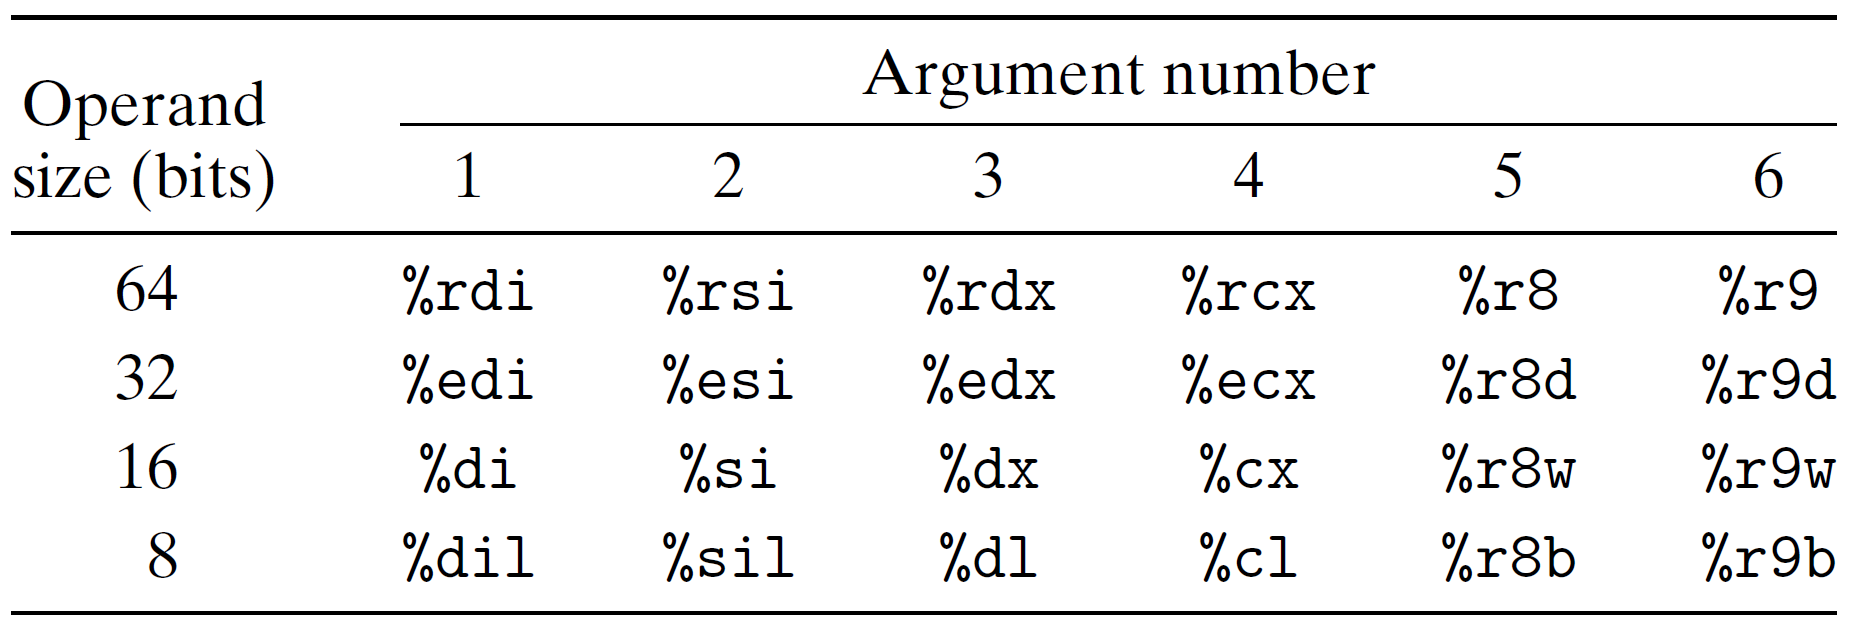 Argument number
Operand
size (bits) 1 2 3 4 5 6
64 %rdi %rsi %rdx %rcx %r8 %r9
32 %edi %esi %edx %ecx %r8d %r9d
16 %di %si %dx %cx %r8w %r9w
8 %dil %sil %dl %cl %r8b %r9b